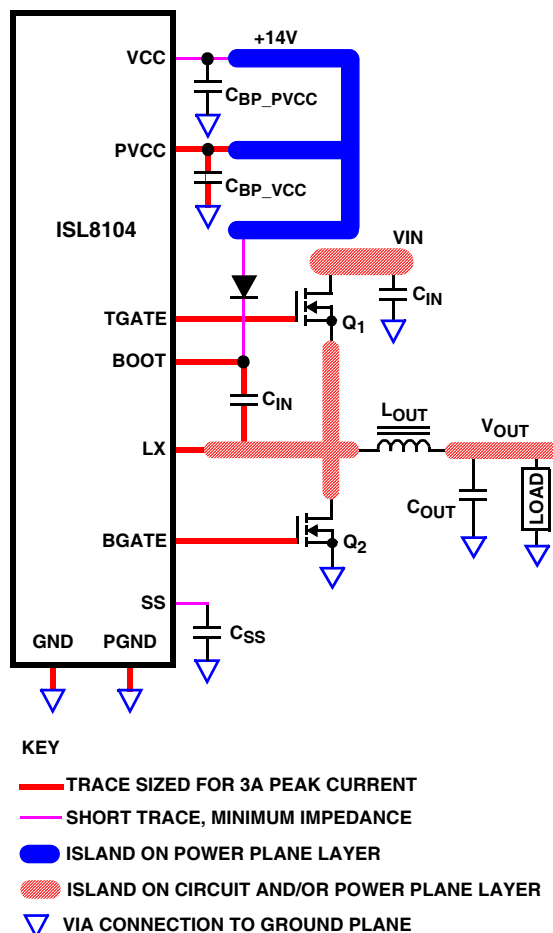 +14V
VCC
CBP_PVCC
PVCC
CBP_VCC
ISL8104
VIN
CIN
TGATE
Q1
BOOT
CIN
LOUT
VOUT
LX
COUT
LOAD
BGATE
Q2
SS
CSS
GND
PGND
KEY
TRACE SIZED FOR 3A PEAK CURRENT
SHORT TRACE, MINIMUM IMPEDANCE
ISLAND ON POWER PLANE LAYER
ISLAND ON CIRCUIT AND/OR POWER PLANE LAYER
VIA CONNECTION TO GROUND PLANE